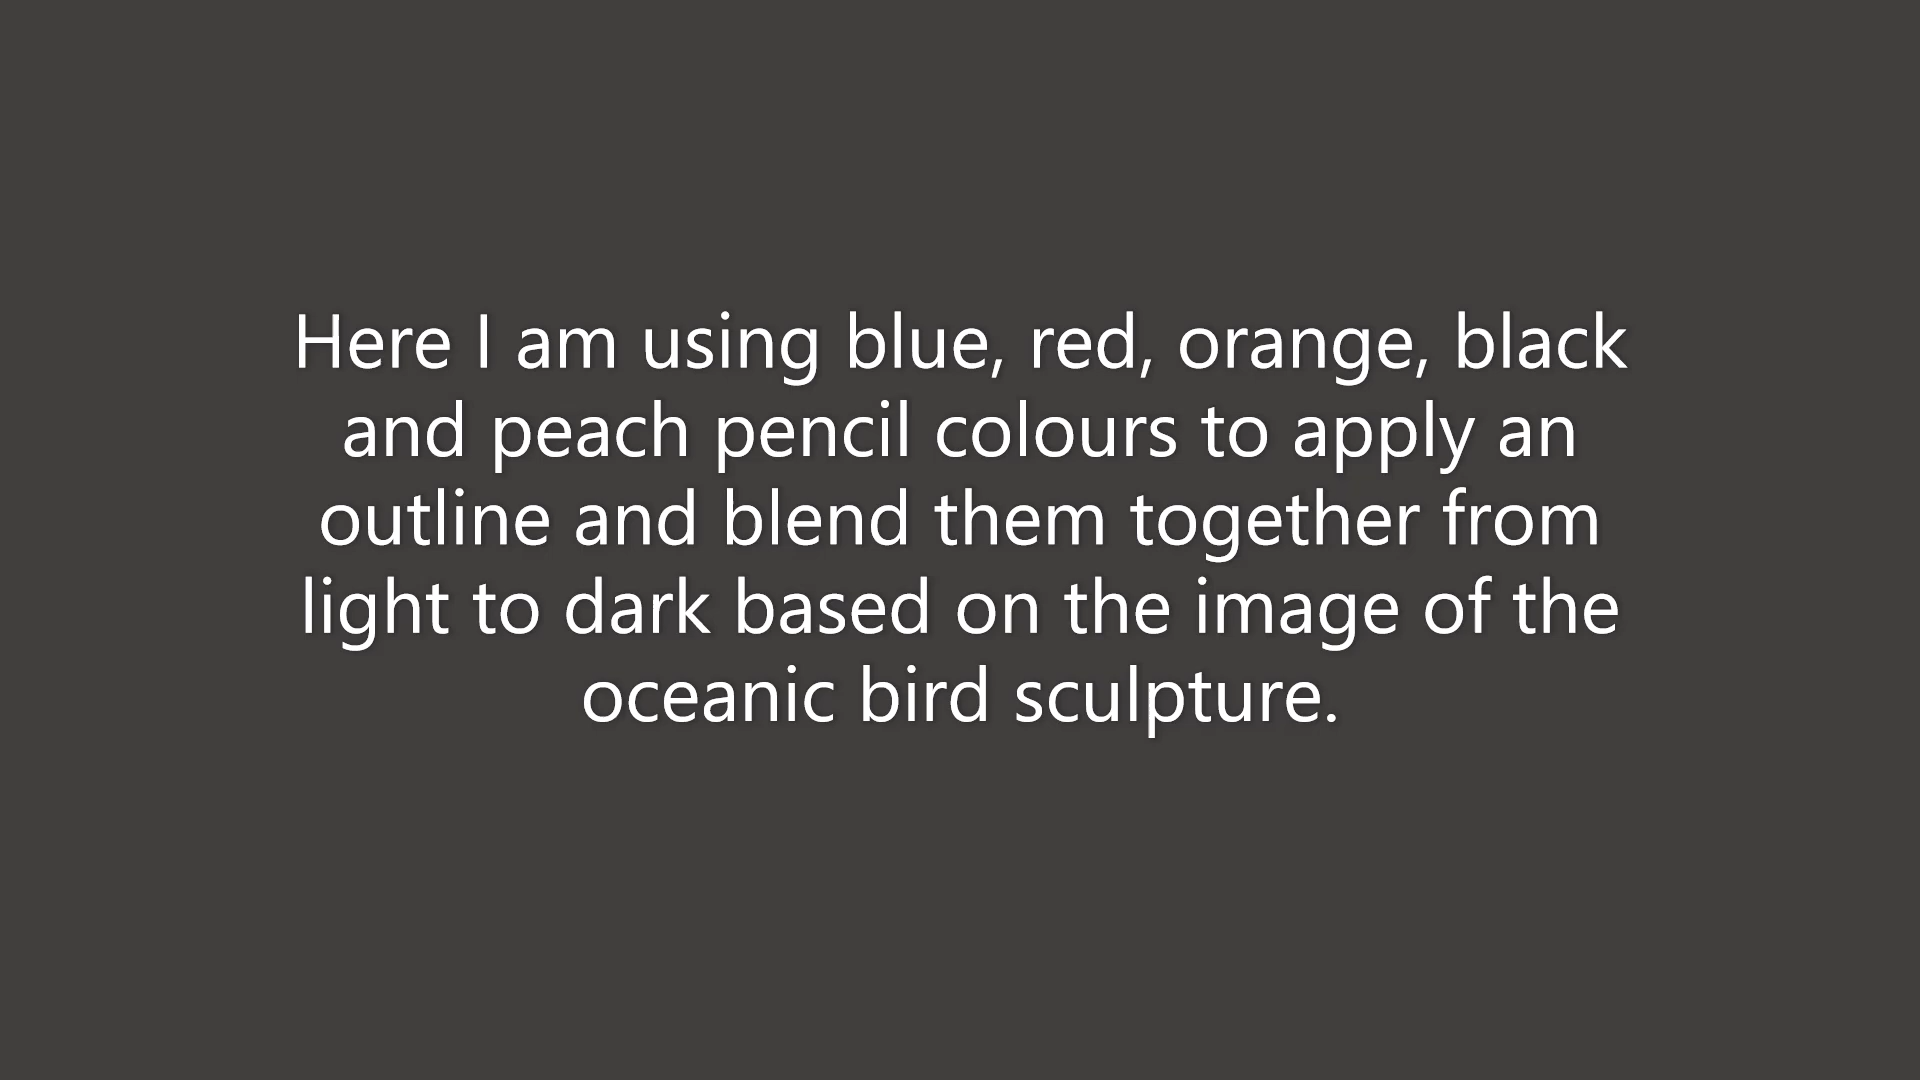 Here I am using blue, red, orange, black
and peach pencil colours to apply an
outline and blend them together from
light to dark based on the image of the
oceanic bird sculpture.